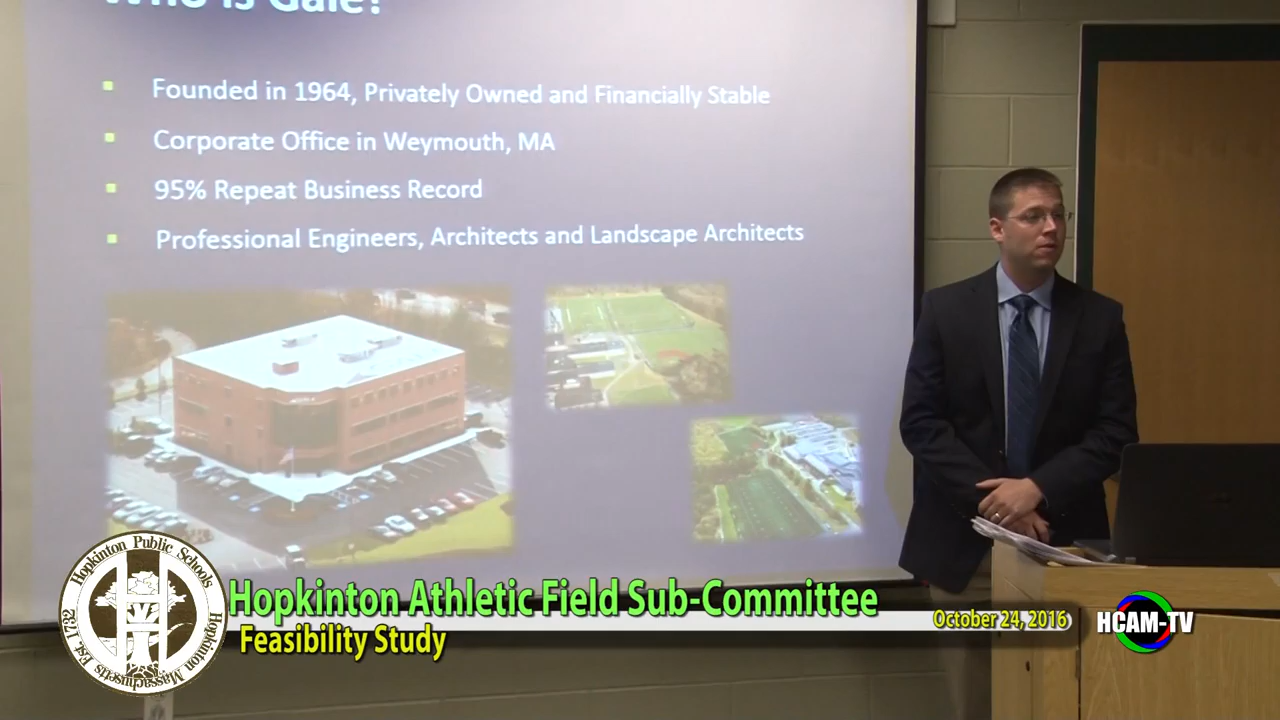 Who is Gale?
Founded in 1964, Privately Owned and Financially Stable
Corporate Office in Weymouth, MA
95% Repeat Business Record
Professional Engineers, Architects and Landscape Architects
Hopkinton Public Schools
Hopkinton Massachusetts Est. 1732
Hopkinton Athletic Field Sub-Committee
Feasibility Study
October 24, 2016
HCAM-TV